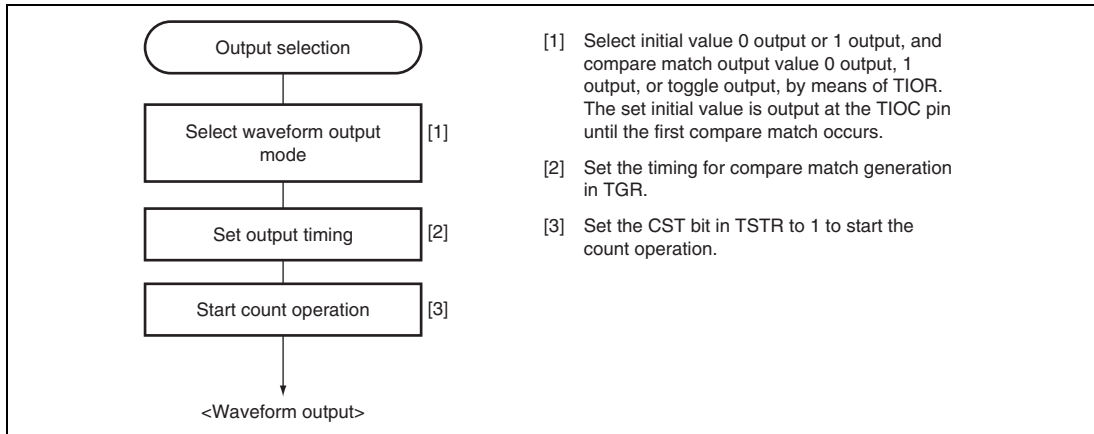 Output selection
Select waveform output
mode
[1]
Set output timing
[2]
Start count operation
[3]
<Waveform output>
[1] Select initial value 0 output or 1 output, and
compare match output value 0 output, 1
output, or toggle output, by means of TIOR.
The set initial value is output at the TIOC pin
until the first compare match occurs.
[2] Set the timing for compare match generation
in TGR.
[3] Set the CST bit in TSTR to 1 to start the
count operation.